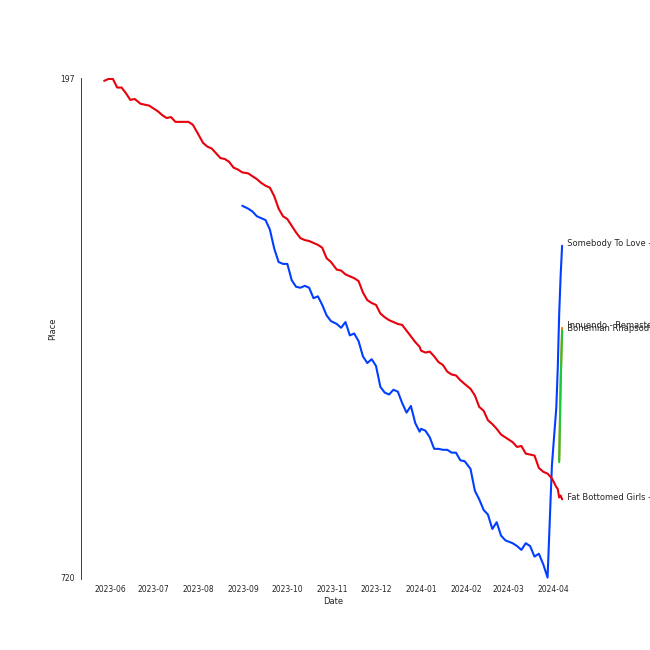 197
Somebody To Love -
Innuendo - Remaste
Bohemian Rhapsod
Place
Fat Bottomed Girls -
720
2023-06 2023-07 2023-08 2023-09 2023-10 2023-11 2023-12 2024-01 2024-02 2024-03 2024-04
Date